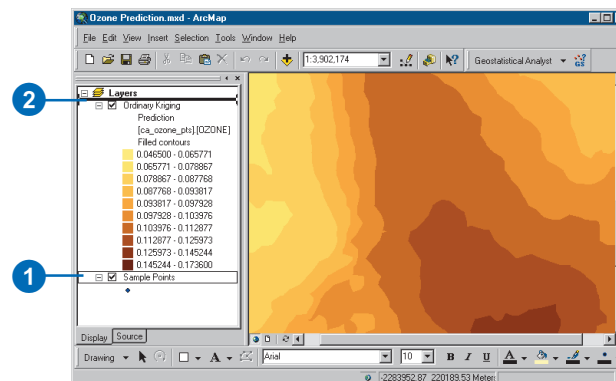 Ozone Prediction.mxd - ArcMap
File Edit View Insert Selection Tools Window Help
1:3,902,174 Geostatistical Analyst GS
2
Layers
Ordinary Kriging
Prediction
[ca_ozone_pts].[OZONE]
Filled contours
0.046500 - 0.065771
0.065771 - 0.078867
0.078867 - 0.087768
0.087768 - 0.093817
0.093817 - 0.097928
0.097928 - 0.103976
0.103976 - 0.112877
0.112877 - 0.125973
0.125973 - 0.145244
0.145244 - 0.173600
1
Sample Points
Display Source
Drawing A Arial 10 B I U A
-2283952.87 220189.53 Meters